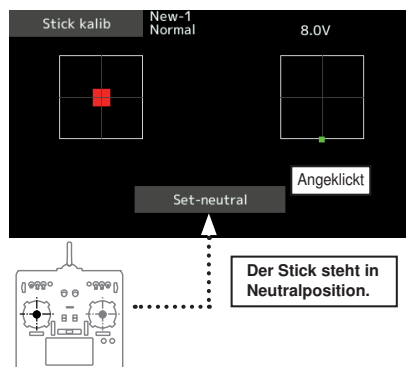 Stick kalib
New-1
Normal
8.0V
Angeklickt
Set-neutral
Der Stick steht in
Neutralposition.